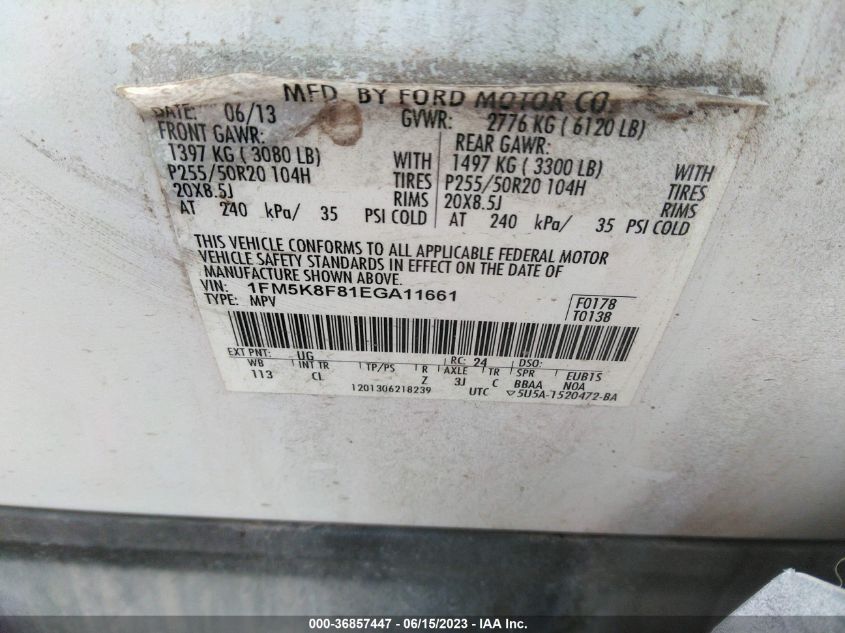 MFD. BY FORD MOTOR CO.
DATE: 06/13 GVWR: 2776 KG ( 6120 LB)
FRONT GAWR: REAR GAWR:
1397 KG ( 3080 LB) WITH 1497 KG ( 3300 LB) WITH
P255/50R20 104H TIRES P255/50R20 104H TIRES
20X8.5J RIMS 20X8.5J RIMS
AT 240 kPa/ 35 PSI COLD AT 240 kPa/ 35 PSI COLD
THIS VEHICLE CONFORMS TO ALL APPLICABLE FEDERAL MOTOR
VEHICLE SAFETY STANDARDS IN EFFECT ON THE DATE OF
MANUFACTURE SHOWN ABOVE.
VIN: 1FM5K8F81EGA11661
TYPE: MPV
F0178
T0138
EXT PNT: UG RC: 24 DSO:
WB INT TR TP/PS R AXLE TR SPR EUB15
113 CL Z 3J C BBAA NOA
1201306218239 UTC ▽5U5A-1520472-BA
000-36857447 - 06/15/2023 - IAA Inc.